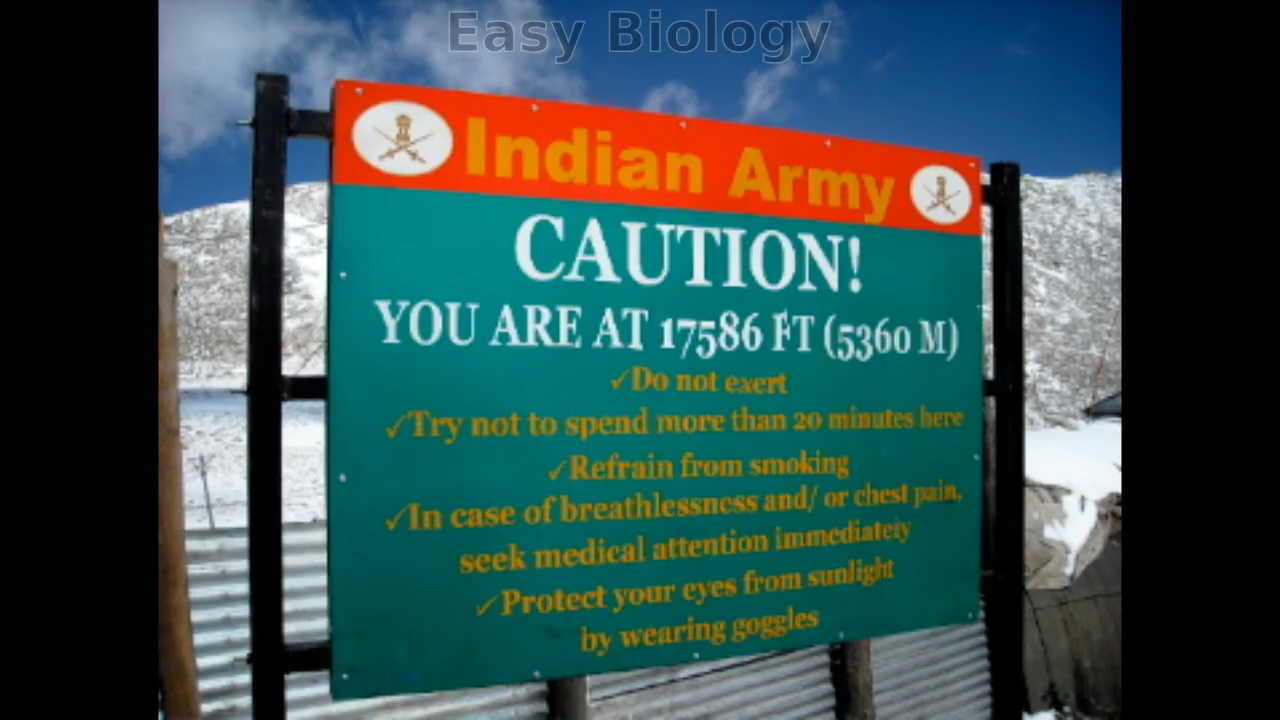 Easy Biology
Indian Army
CAUTION!
YOU ARE AT 17586 FT (5360 M)
✓Do not exert
✓Try not to spend more than 20 minutes here
✓Refrain from smoking
✓In case of breathlessness and/ or chest pain,
seek medical attention immediately
✓Protect your eyes from sunlight
by wearing goggles